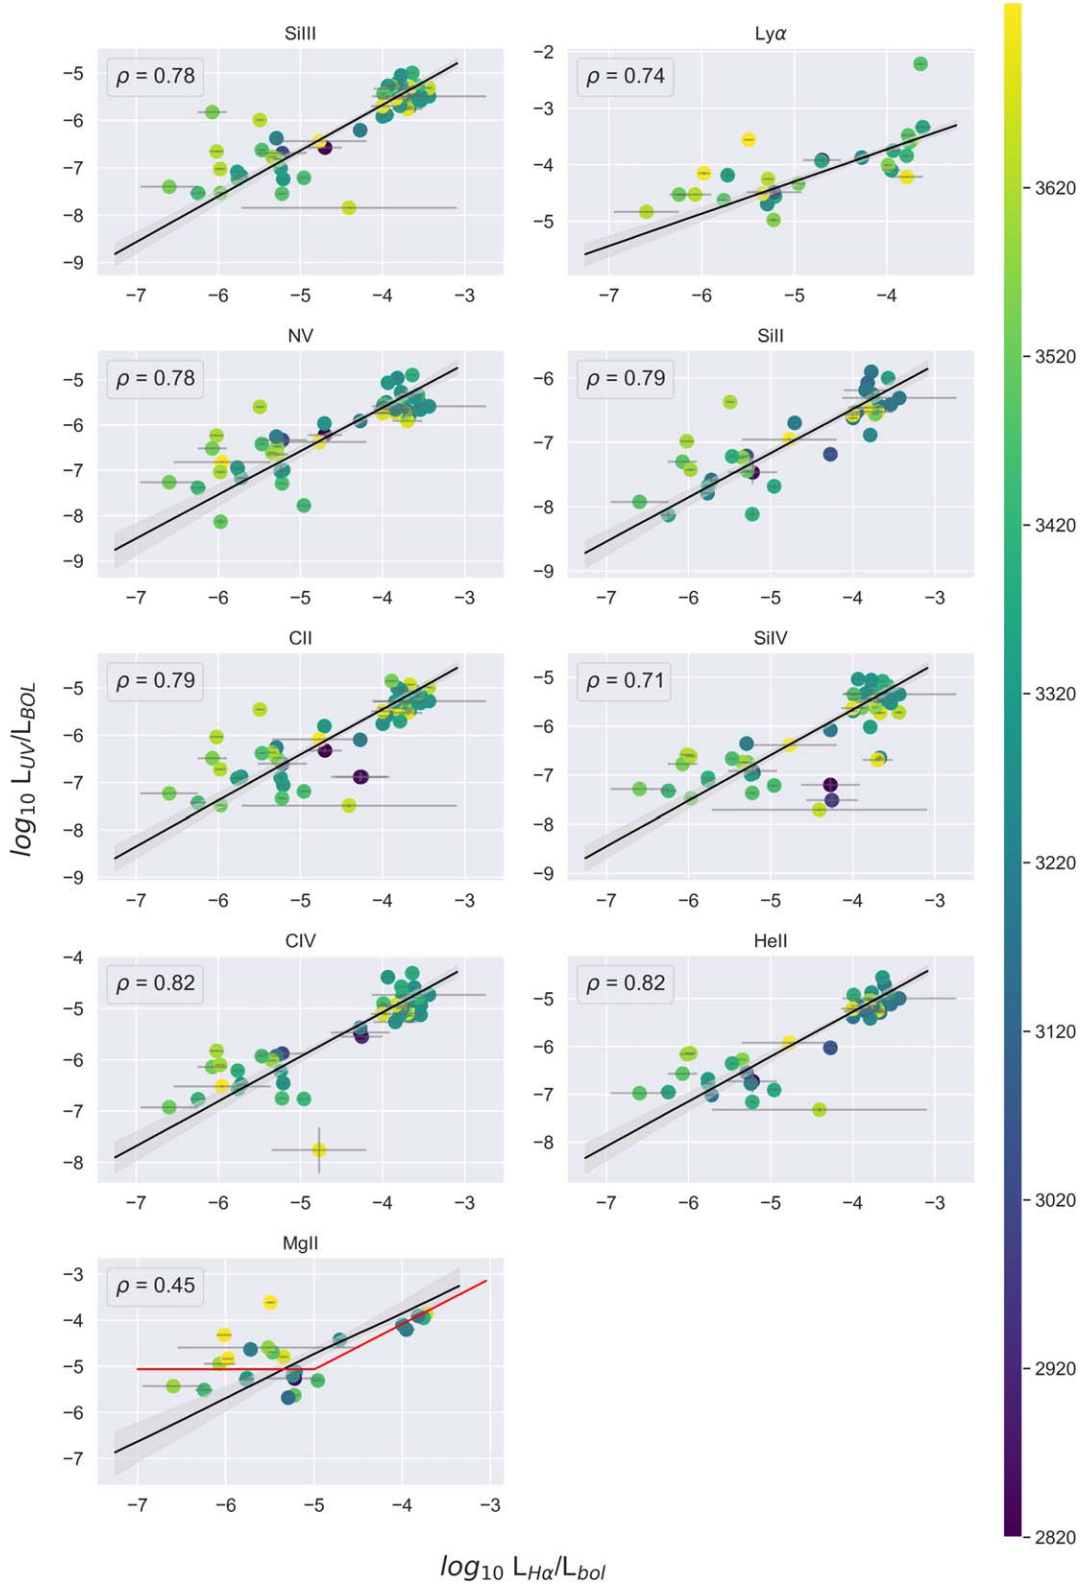 SiIII
Lyα
ρ = 0.78
ρ = 0.74
−5
−6
−7
−8
−9
−2
−3
−4
−5
−7 −6 −5 −4 −3
−7 −6 −5 −4
NV
SiII
ρ = 0.78
ρ = 0.79
−5
−6
−7
−8
−9
−6
−7
−8
−9
−7 −6 −5 −4 −3
−7 −6 −5 −4 −3
CII
SiIV
ρ = 0.79
ρ = 0.71
−5
−6
−7
−8
−9
−5
−6
−7
−8
−9
−7 −6 −5 −4 −3
−7 −6 −5 −4 −3
CIV
HeII
ρ = 0.82
ρ = 0.82
−4
−5
−6
−7
−8
−5
−6
−7
−8
−7 −6 −5 −4 −3
−7 −6 −5 −4 −3
MgII
ρ = 0.45
−3
−4
−5
−6
−7
−7 −6 −5 −4 −3
log10 LUV/LBOL
log10 LHα/Lbol
3620
3520
3420
3320
3220
3120
3020
2920
2820